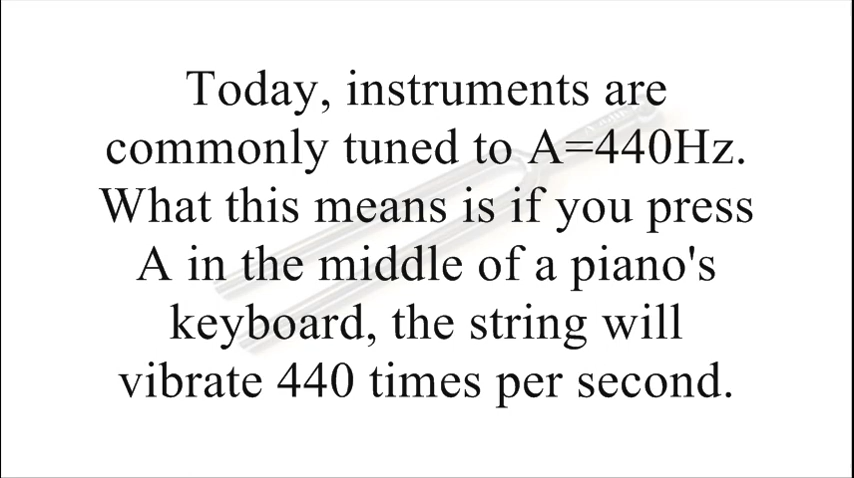 Today, instruments are
commonly tuned to A=440Hz.
What this means is if you press
A in the middle of a piano's
keyboard, the string will
vibrate 440 times per second.